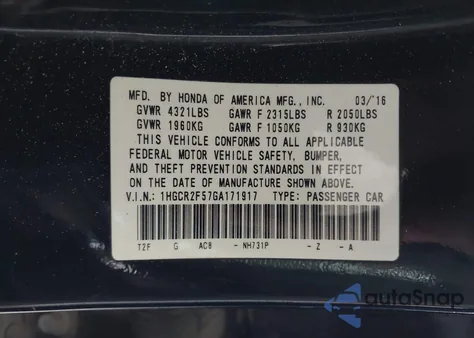 MFD. BY HONDA OF AMERICA MFG., INC. 03/'16
GVWR 4321LBS GAWR F 2315LBS R 2050LBS
GVWR 1960KG GAWR F 1050KG R 930KG
THIS VEHICLE CONFORMS TO ALL APPLICABLE
FEDERAL MOTOR VEHICLE SAFETY, BUMPER,
AND THEFT PREVENTION STANDARDS IN EFFECT
ON THE DATE OF MANUFACTURE SHOWN ABOVE.
V.I.N.: 1HGCR2F57GA171917 TYPE: PASSENGER CAR
T2F G AC8 - NH731P - Z - A
autoSnap